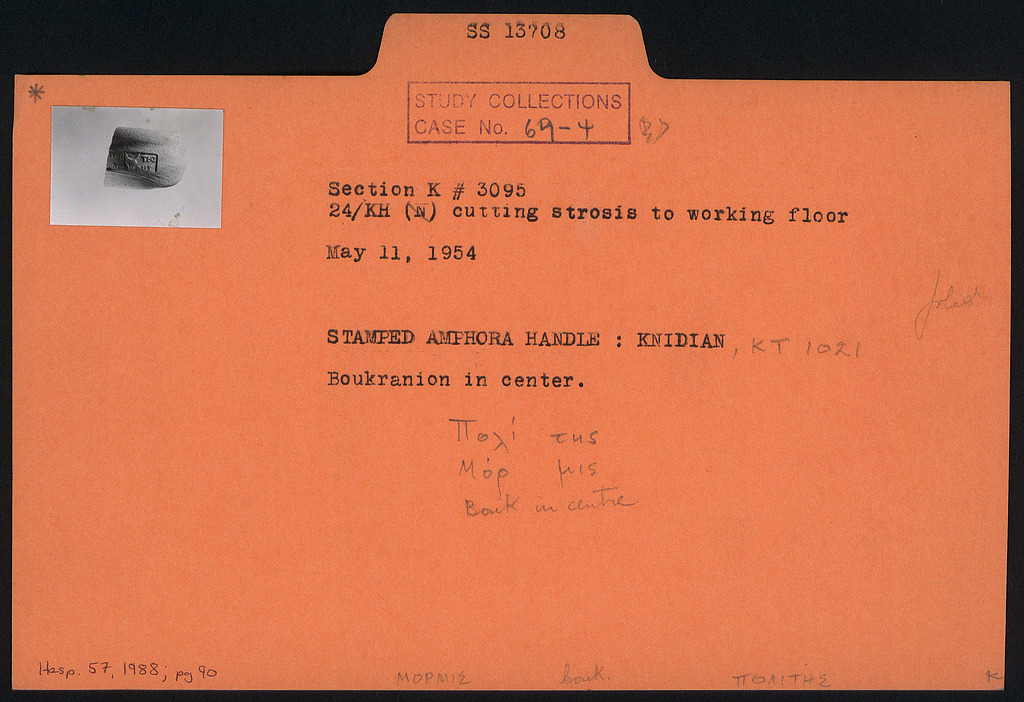 SS 13708
*
STUDY COLLECTIONS
CASE No. 69-4
Section K # 3095
24/KH (N) cutting strosis to working floor
May 11, 1954
STAMPED AMPHORA HANDLE : KNIDIAN, KT 1021
Boukranion in center.
Πολί της
Μόρ μις
Bouk in centre
Hesp. 57, 1988; pg 90
ΜΟΡΜΙΣ bouk. ΠΟΛΙΤΗΣ K